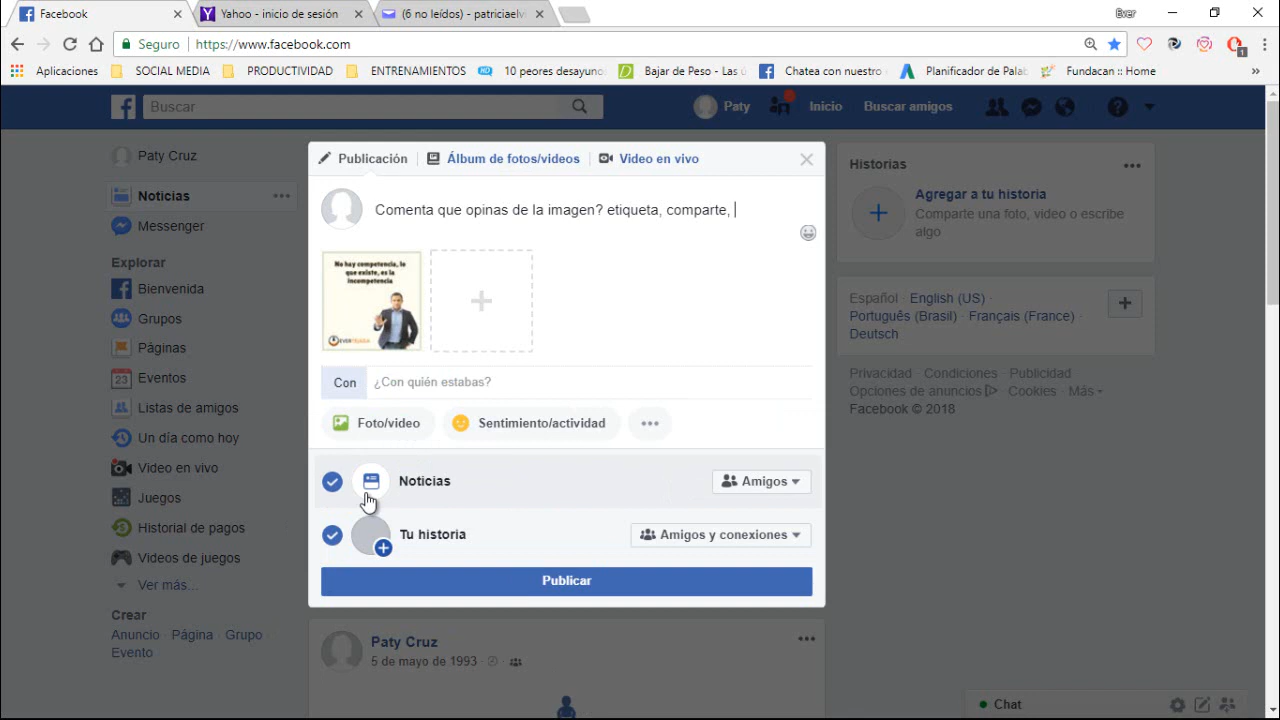 Facebook
Yahoo - inicio de sesión
(6 no leídos) - patriciaelvi
Ever
Seguro
https://www.facebook.com
1
Aplicaciones
SOCIAL MEDIA
PRODUCTIVIDAD
ENTRENAMIENTOS
10 peores desayuno
Bajar de Peso - Las ú
Chatea con nuestro
Planificador de Palab
Fundacan :: Home
»
Buscar
Paty
Inicio
Buscar amigos
Paty Cruz
Noticias
Messenger
Explorar
Bienvenida
Grupos
Páginas
23 Eventos
Listas de amigos
Un día como hoy
Video en vivo
Juegos
Historial de pagos
Videos de juegos
Ver más...
Crear
Anuncio · Página · Grupo ·
Evento
Publicación
Álbum de fotos/videos
Video en vivo
Comenta que opinas de la imagen? etiqueta, comparte,
No hay competencia, lo
que existe, es la
incompetencia
Con
¿Con quién estabas?
Foto/video
Sentimiento/actividad
Noticias
Amigos
Tu historia
Amigos y conexiones
Publicar
Paty Cruz
5 de mayo de 1993
Historias
Agregar a tu historia
Comparte una foto, video o escribe
algo
Español · English (US) ·
Português (Brasil) · Français (France) ·
Deutsch
Privacidad · Condiciones · Publicidad ·
Opciones de anuncios · Cookies · Más
Facebook © 2018
Chat